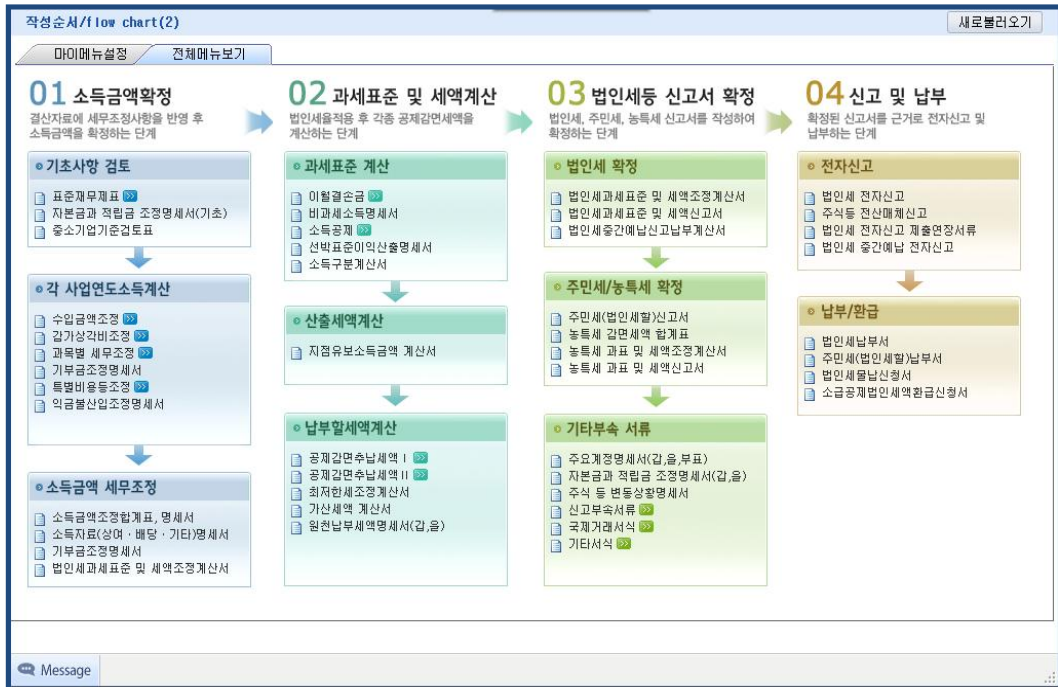 작성순서/flow chart(2)
새로불러오기
마이메뉴설정
전체메뉴보기
01 소득금액확정
결산자료에 세무조정사항을 반영 후
소득금액을 확정하는 단계
기초사항 검토
표준재무제표
자본금과 적립금 조정명세서(기초)
중소기업기준검토표
각 사업연도소득계산
수입금액조정
감가상각비조정
과목별 세무조정
기부금조정명세서
특별비용등조정
익금불산입조정명세서
소득금액 세무조정
소득금액조정합계표, 명세서
소득자료(상여·배당·기타)명세서
기부금조정명세서
법인세과세표준 및 세액조정계산서
02 과세표준 및 세액계산
법인세율적용 후 각종 공제감면세액을
계산하는 단계
과세표준 계산
이월결손금
비과세소득명세서
소득공제
선박표준이익산출명세서
소득구분계산서
산출세액계산
지점유보소득금액 계산서
납부할세액계산
공제감면추납세액 I
공제감면추납세액 II
최저한세조정계산서
가산세액 계산서
원천납부세액명세서(갑,을)
03 법인세등 신고서 확정
법인세, 주민세, 농특세 신고서를 작성하여
확정하는 단계
법인세 확정
법인세과세표준 및 세액조정계산서
법인세과세표준 및 세액신고서
법인세중간예납신고납부계산서
주민세/농특세 확정
주민세(법인세할)신고서
농특세 감면세액 합계표
농특세 과표 및 세액조정계산서
농특세 과표 및 세액신고서
기타부속 서류
주요계정명세서(갑,을,부표)
자본금과 적립금 조정명세서(갑,을)
주식 등 변동상황명세서
신고부속서류
국제거래서식
기타서식
04 신고 및 납부
확정된 신고서를 근거로 전자신고 및
납부하는 단계
전자신고
법인세 전자신고
주식등 전산매체신고
법인세 전자신고 제출연장서류
법인세 중간예납 전자신고
납부/환급
법인세납부서
주민세(법인세할)납부서
법인세물납신청서
소급공제법인세액환급신청서
Message